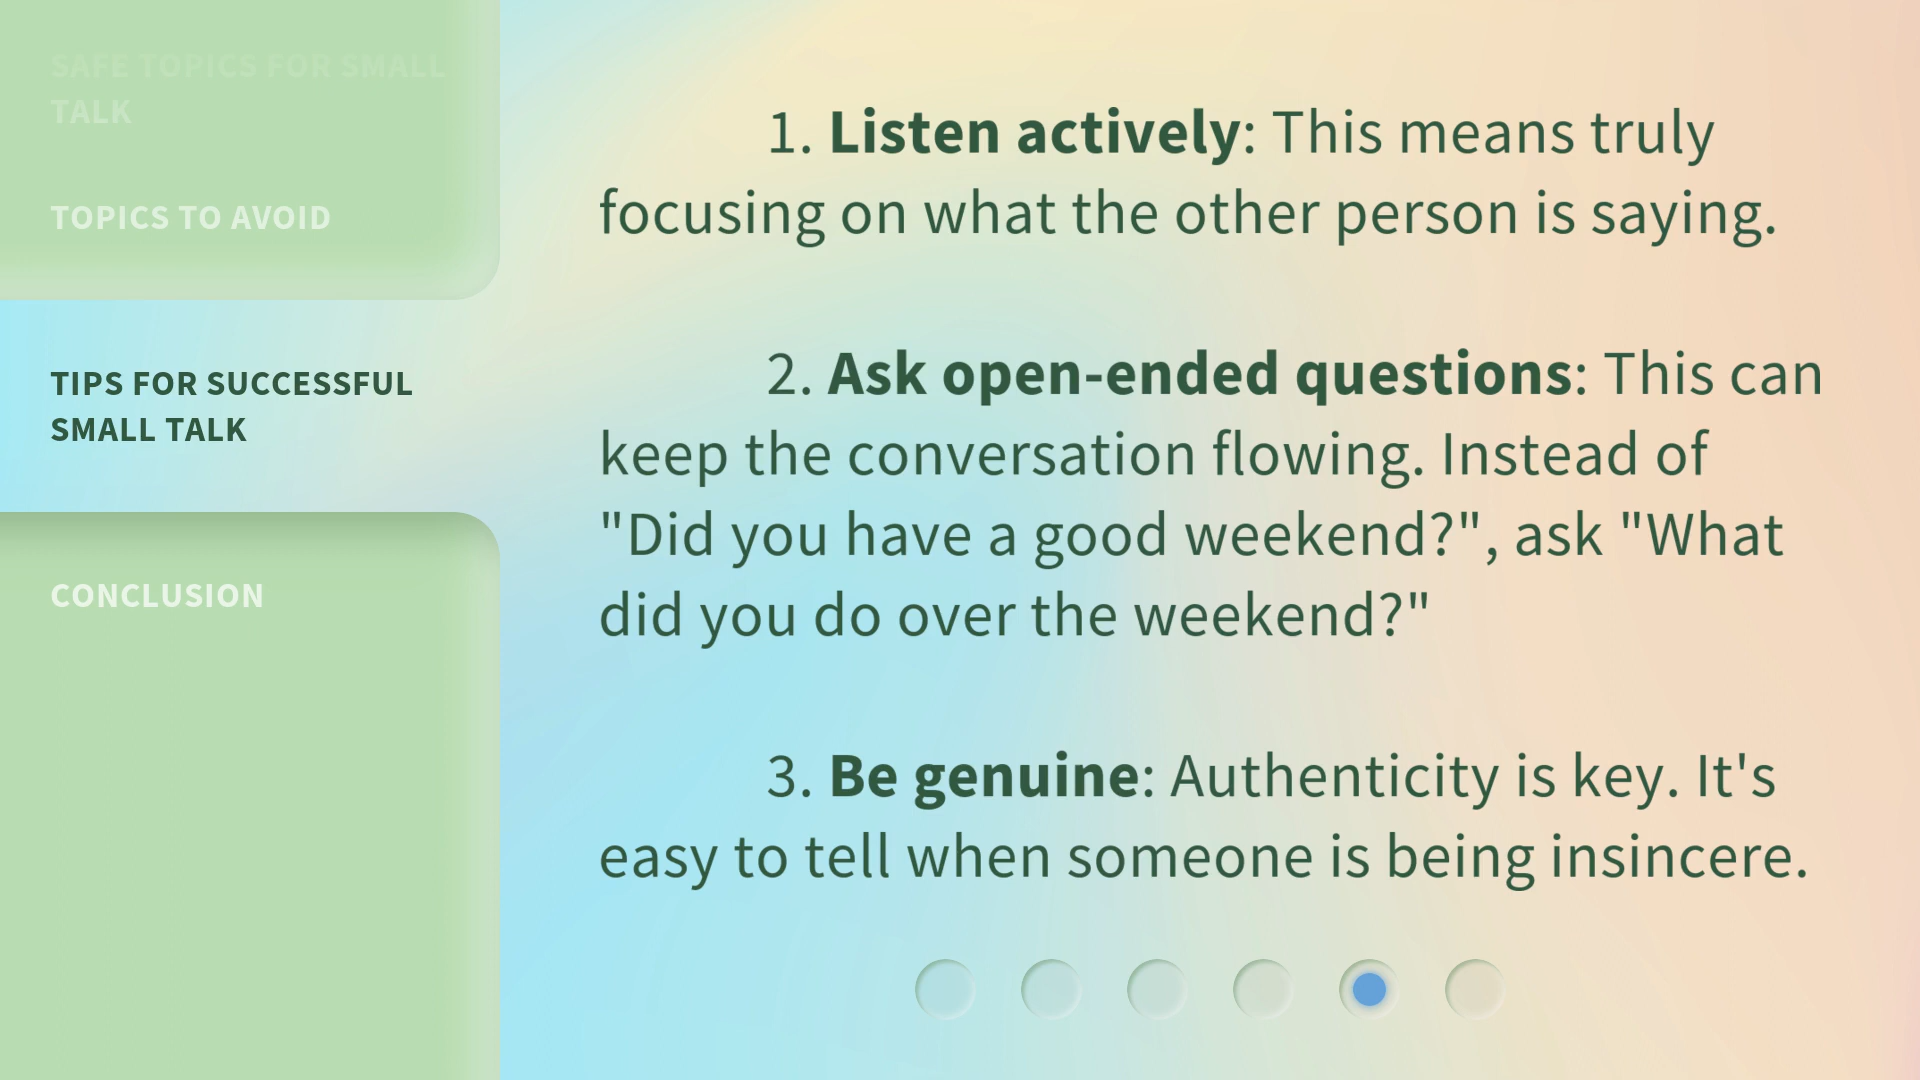 SAFE TOPICS FOR SMALL
TALK
TOPICS TO AVOID
TIPS FOR SUCCESSFUL
SMALL TALK
CONCLUSION
1. Listen actively: This means truly
focusing on what the other person is saying.
2. Ask open-ended questions: This can
keep the conversation flowing. Instead of
"Did you have a good weekend?", ask "What
did you do over the weekend?"
3. Be genuine: Authenticity is key. It's
easy to tell when someone is being insincere.